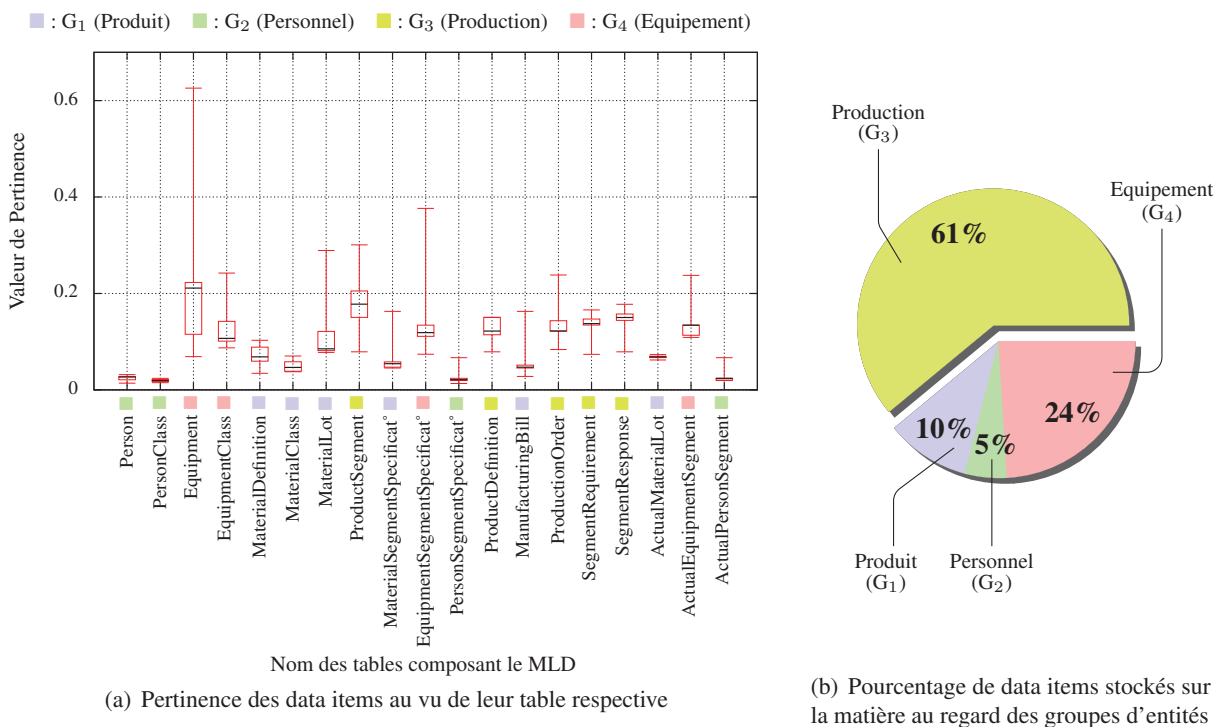 : G₁ (Produit) : G₂ (Personnel) : G₃ (Production) : G₄ (Equipement)
Valeur de Pertinence
0.6
0.4
0.2
0
Person
PersonClass
Equipment
EquipmentClass
MaterialDefinition
MaterialClass
MaterialLot
ProductSegment
MaterialSegmentSpecificat°
EquipmentSegmentSpecificat°
PersonSegmentSpecificat°
ProductDefinition
ManufacturingBill
ProductionOrder
SegmentRequirement
SegmentResponse
ActualMaterialLot
ActualEquipmentSegment
ActualPersonSegment
Nom des tables composant le MLD
(a) Pertinence des data items au vu de leur table respective
Production
(G₃)
Equipement
(G₄)
61%
24%
10%
5%
Produit
(G₁)
Personnel
(G₂)
(b) Pourcentage de data items stockés sur
la matière au regard des groupes d'entités